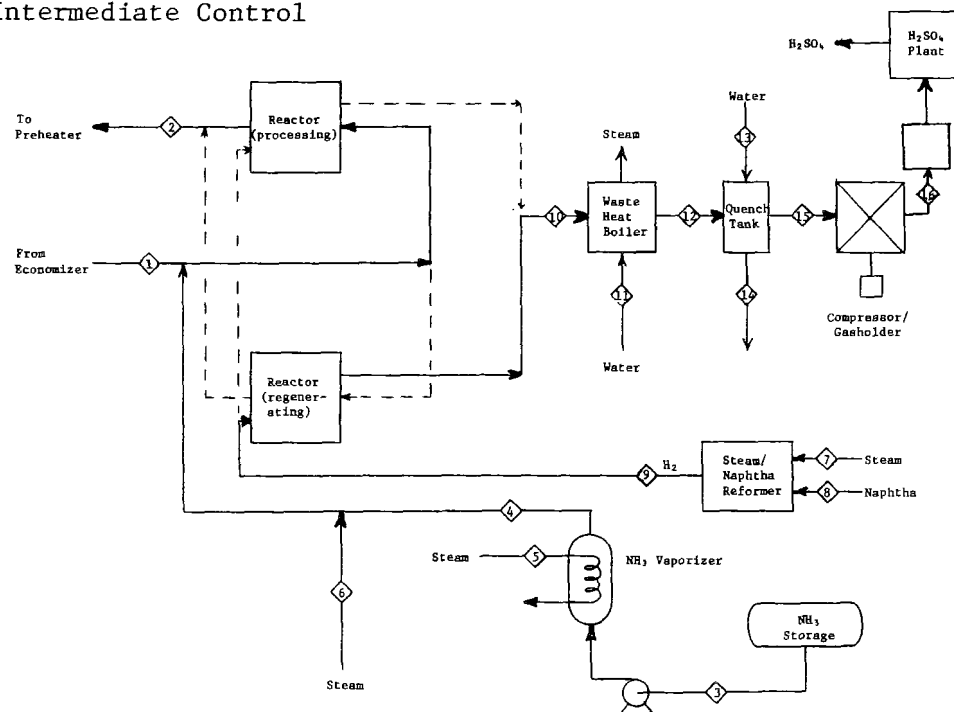 Intermediate Control
H₂SO₄
H₂SO₄
Plant
To
Preheater
2
Reactor
(processing)
Steam
Water
13
16
From
Economizer
1
10
Waste
Heat
Boiler
12
Quench
Tank
15
11
14
Compressor/
Gasholder
Water
Reactor
(regener-
ating)
9
H₂
Steam/
Naphtha
Reformer
7
Steam
8
Naphtha
4
Steam
5
NH₃ Vaporizer
6
NH₃
Storage
Steam
3